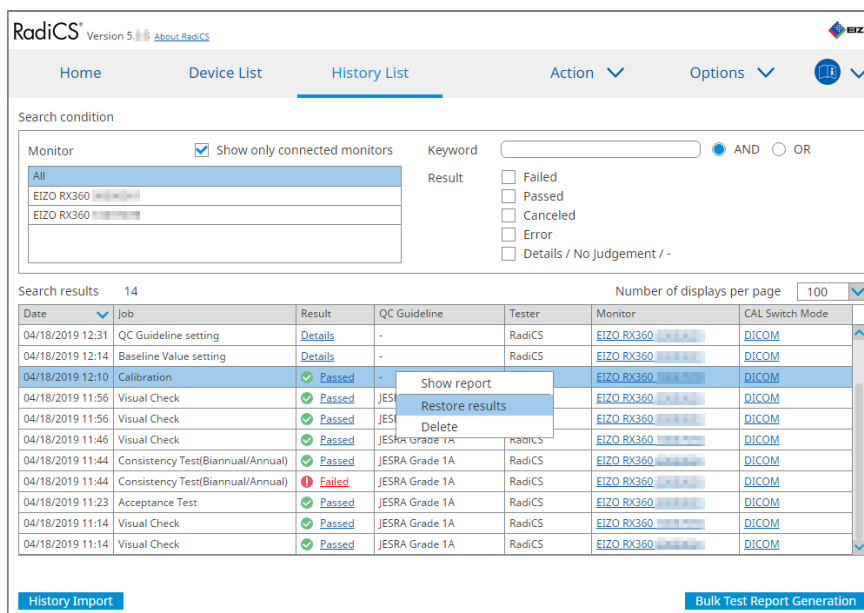 RadiCS® Version 5. About RadiCS
EIZ
Home Device List History List Action Options
Search condition
Monitor Show only connected monitors Keyword AND OR
All
EIZO RX360
EIZO RX360
Result Failed
Passed
Canceled
Error
Details / No Judgement / -
Search results 14 Number of displays per page 100
Date Job Result QC Guideline Tester Monitor CAL Switch Mode
04/18/2019 12:31 QC Guideline setting Details - RadiCS EIZO RX360 DICOM
04/18/2019 12:14 Baseline Value setting Details - RadiCS EIZO RX360 DICOM
04/18/2019 12:10 Calibration Passed - EIZO RX360 DICOM
Show report
Restore results
Delete
04/18/2019 11:56 Visual Check Passed JES EIZO RX360 DICOM
04/18/2019 11:56 Visual Check Passed JES EIZO RX360 DICOM
04/18/2019 11:46 Visual Check Passed JESRA Grade 1A RadiCS EIZO RX360 DICOM
04/18/2019 11:44 Consistency Test(Biannual/Annual) Passed JESRA Grade 1A RadiCS EIZO RX360 DICOM
04/18/2019 11:44 Consistency Test(Biannual/Annual) Failed JESRA Grade 1A RadiCS EIZO RX360 DICOM
04/18/2019 11:23 Acceptance Test Passed JESRA Grade 1A RadiCS EIZO RX360 DICOM
04/18/2019 11:14 Visual Check Passed JESRA Grade 1A RadiCS EIZO RX360 DICOM
04/18/2019 11:14 Visual Check Passed JESRA Grade 1A RadiCS EIZO RX360 DICOM
History Import Bulk Test Report Generation